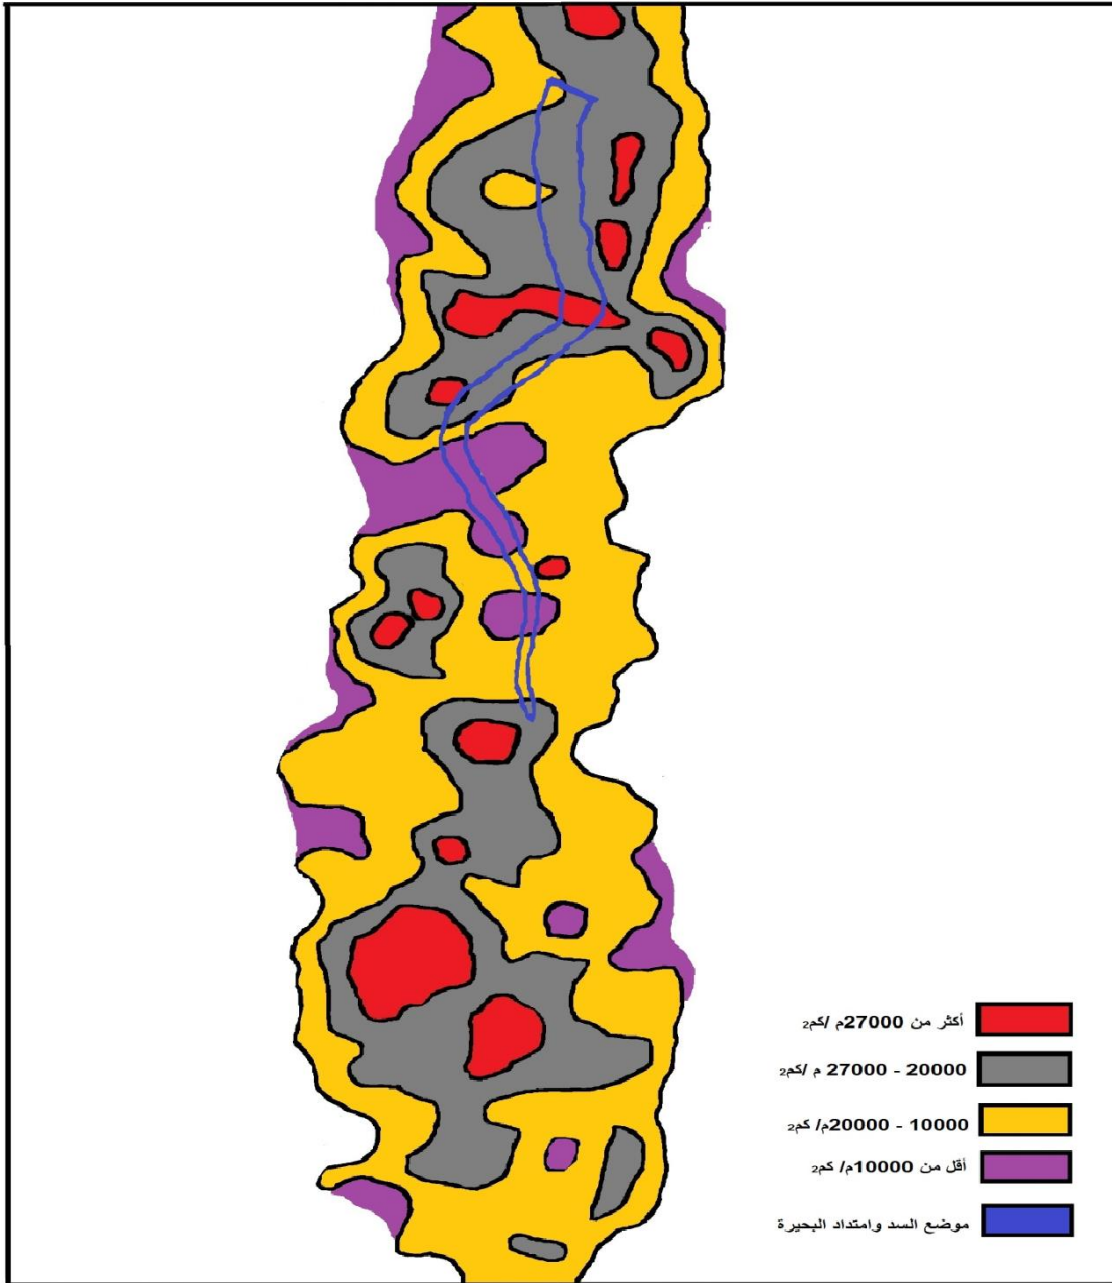 أكثر من 27000م /كم2
20000 - 27000 م /كم2
10000 - 20000م/ كم2
أقل من 10000م/ كم2
موضع السد وامتداد البحيرة